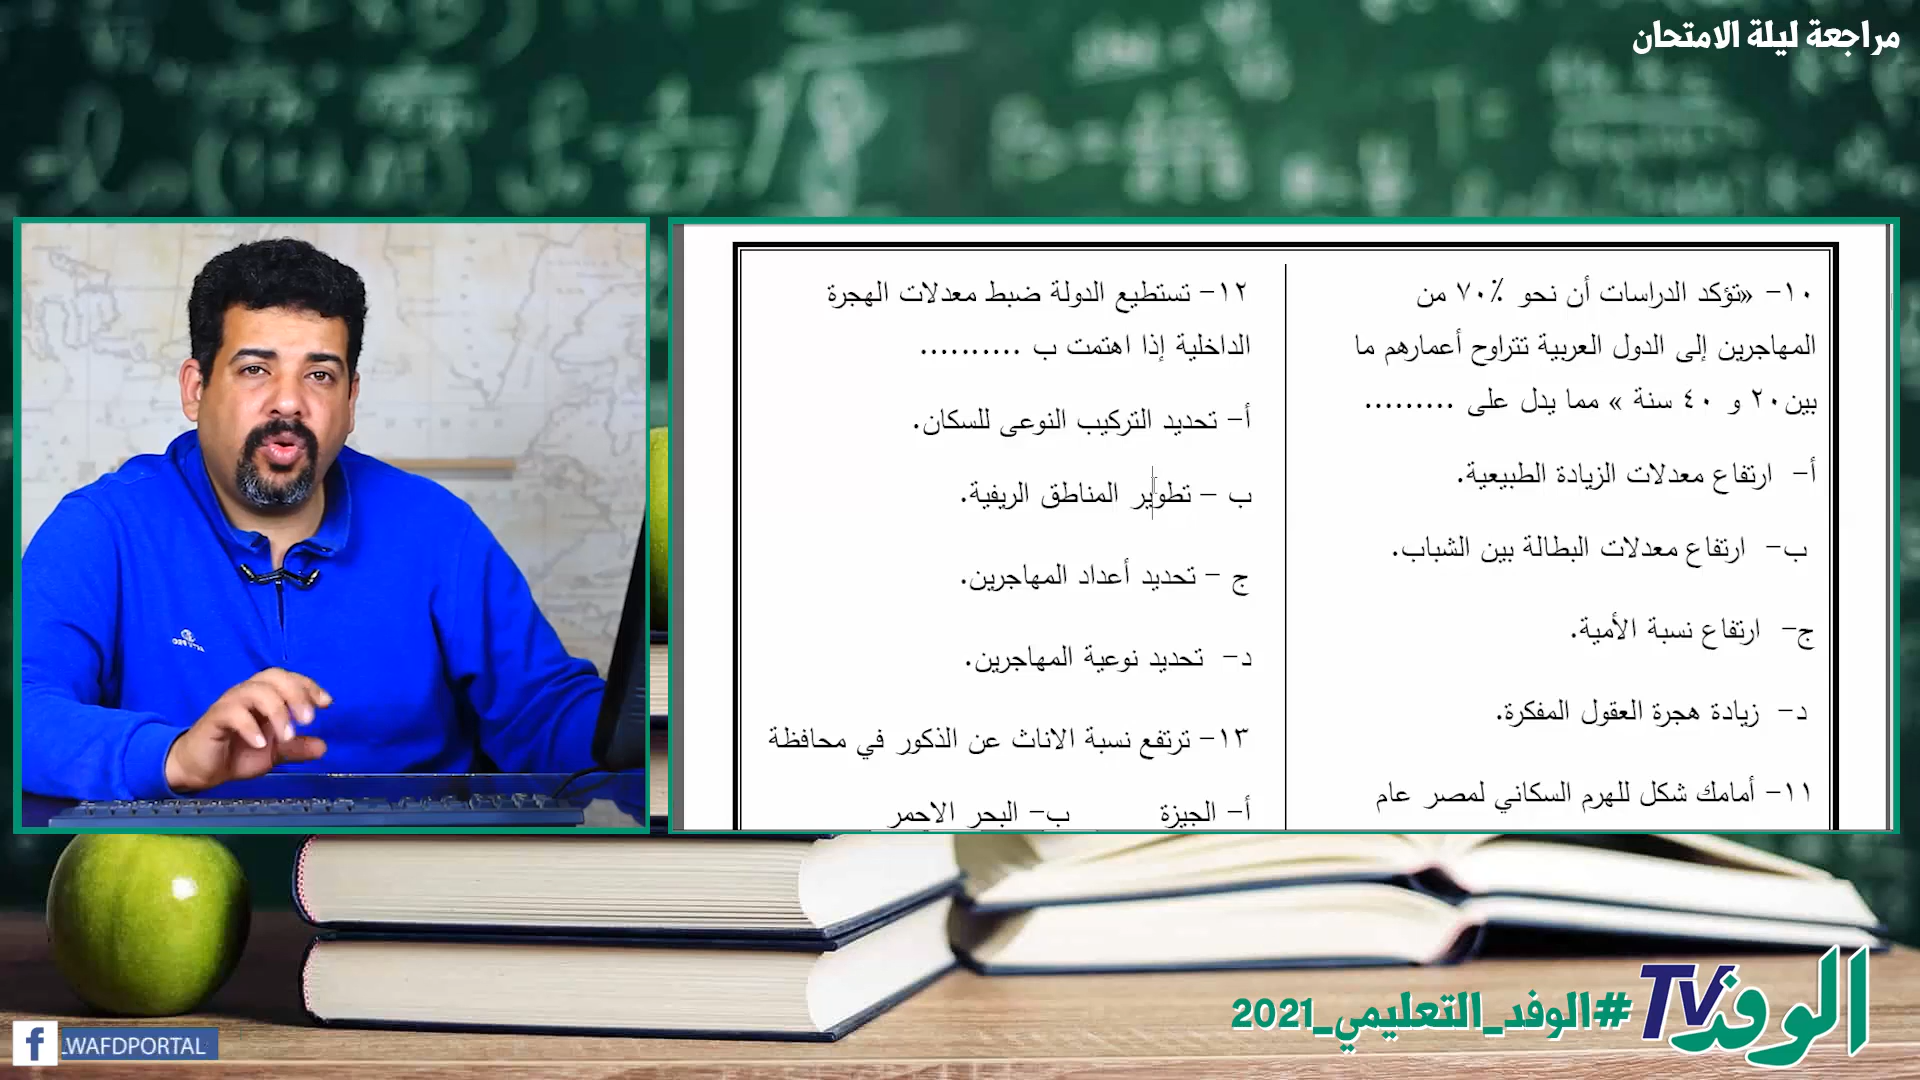 مراجعة ليلة الامتحان
١٠- «تؤكد الدراسات أن نحو ٧٠٪ من
المهاجرين إلى الدول العربية تتراوح أعمارهم ما
بين٢٠ و ٤٠ سنة » مما يدل على .........
أ- ارتفاع معدلات الزيادة الطبيعية.
ب- ارتفاع معدلات البطالة بين الشباب.
ج- ارتفاع نسبة الأمية.
د- زيادة هجرة العقول المفكرة.
١١- أمامك شكل للهرم السكاني لمصر عام
١٢- تستطيع الدولة ضبط معدلات الهجرة
الداخلية إذا اهتمت ب ..........
أ- تحديد التركيب النوعى للسكان.
ب - تطوير المناطق الريفية.
ج - تحديد أعداد المهاجرين.
د- تحديد نوعية المهاجرين.
١٣- ترتفع نسبة الاناث عن الذكور في محافظة
أ- الجيزة ب- البحر الاحمر
#الوفد_التعليمي_2021
الوفد TV
f LWAFDPORTAL